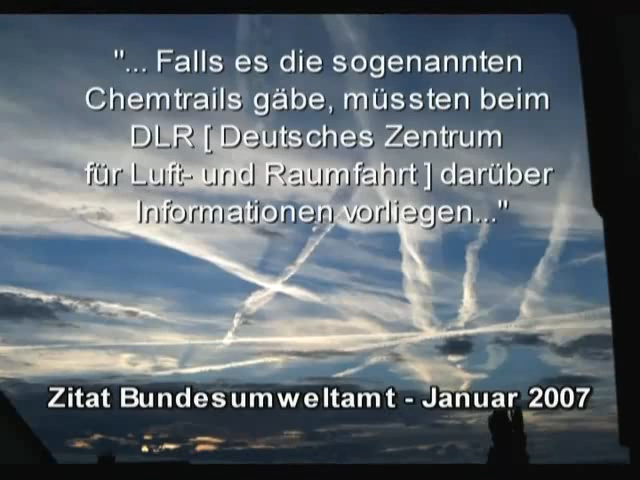 "... Falls es die sogenannten
Chemtrails gäbe, müssten beim
DLR [ Deutsches Zentrum
für Luft- und Raumfahrt ] darüber
Informationen vorliegen..."
Zitat Bundesumweltamt - Januar 2007